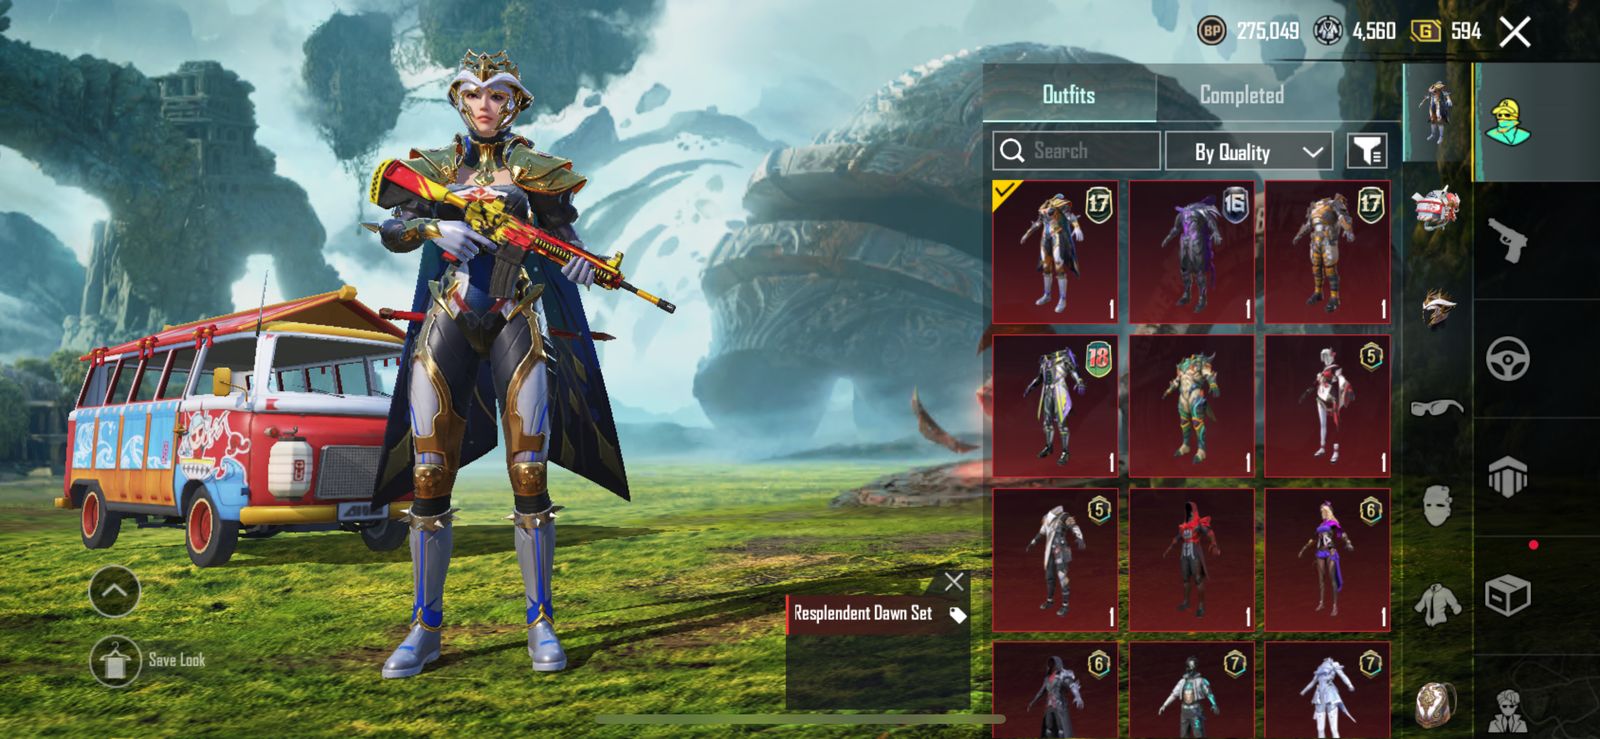 BP 275,049 4,560 G 594
Outfits Completed
Search By Quality
17 16 17
1 1 1
18 5
1 1 1
5 6
1 1 1
6 7 7
Resplendent Dawn Set
Save Look